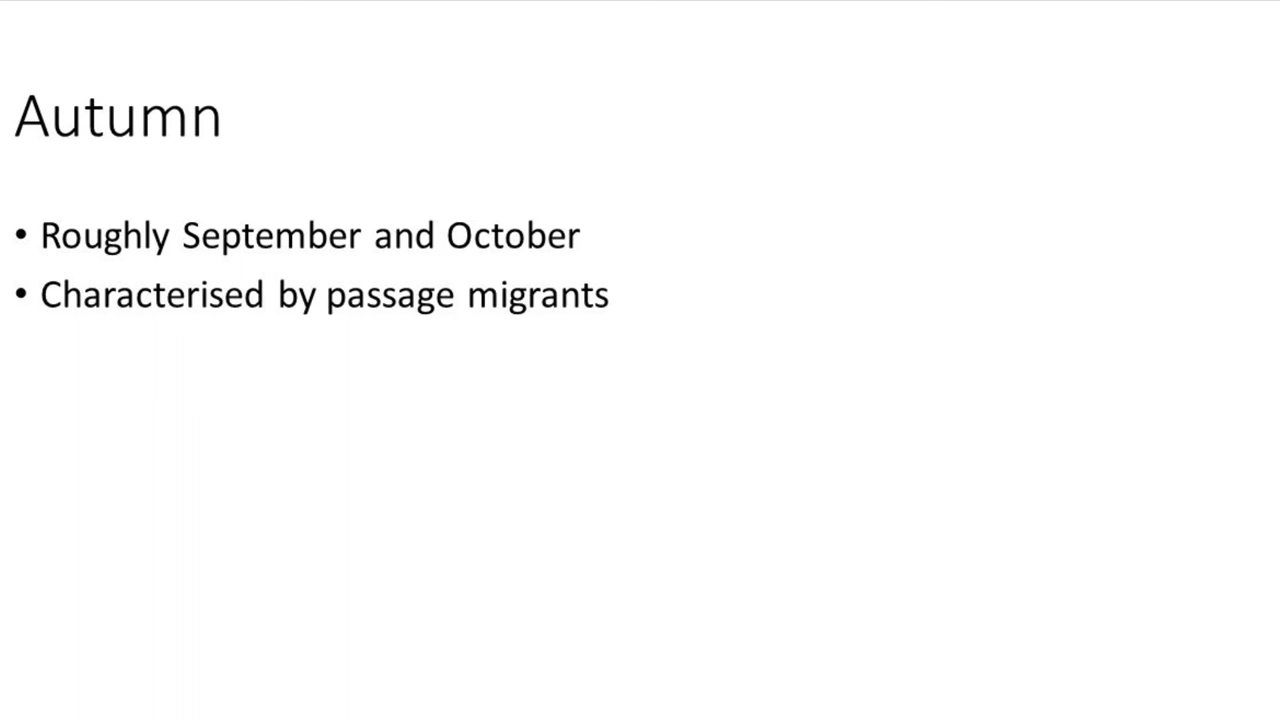 Autumn
• Roughly September and October
• Characterised by passage migrants